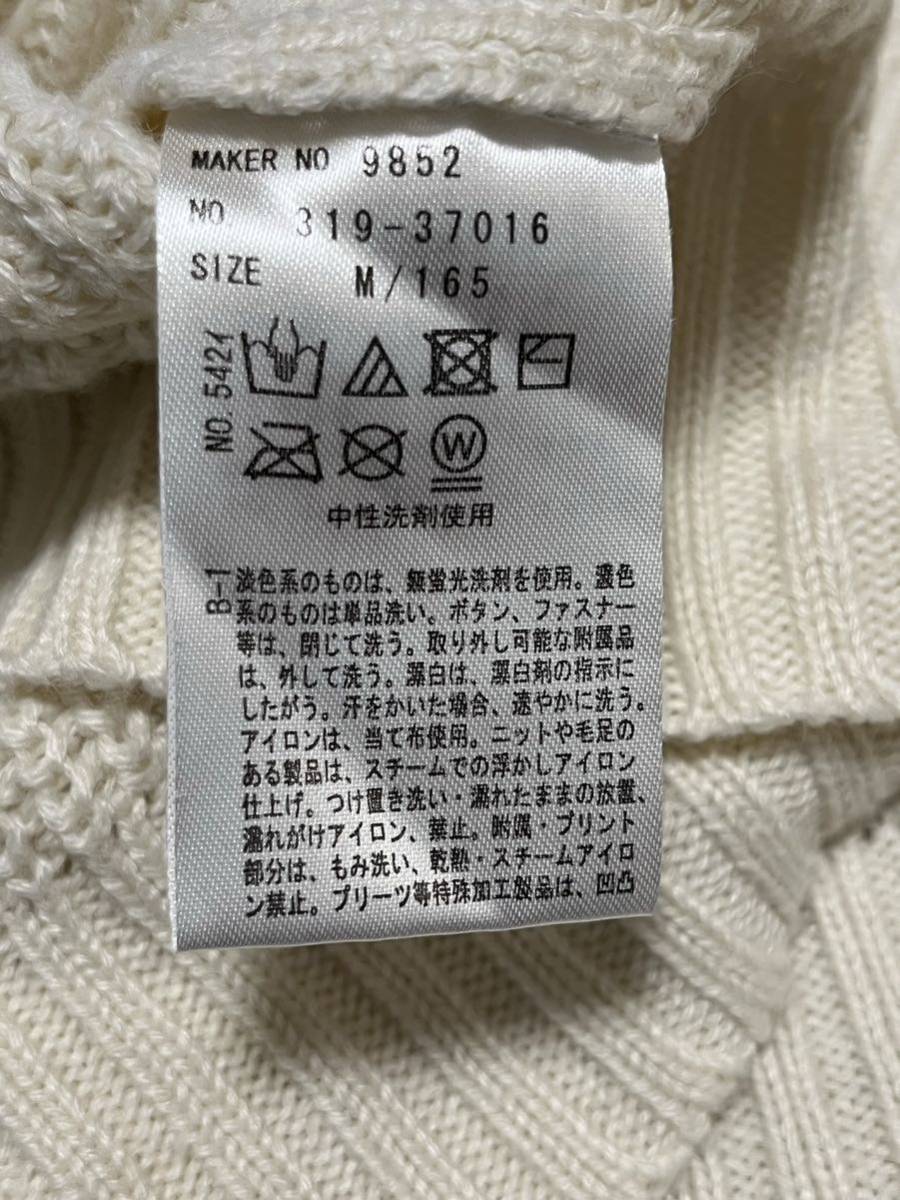 MAKER NO 9852
NO 319-37016
SIZE M/165
NO.542イ
W
中性洗剤使用
B-1
淡色系のものは、無蛍光洗剤を使用。濃色
系のものは単品洗い。ボタン、ファスナー
等は、閉じて洗う。取り外し可能な附属品
は、外して洗う。漂白は、漂白剤の指示に
したがう。汗をかいた場合、速やかに洗う。
アイロンは、当て布使用。ニットや毛足の
ある製品は、スチームでの浮かしアイロン
仕上げ。つけ置き洗い・濡れたままの放置、
濡れがけアイロン、禁止。附属・プリント
部分は、もみ洗い、乾熱・スチームアイロ
ン禁止。プリーツ等特殊加工製品は、凹凸